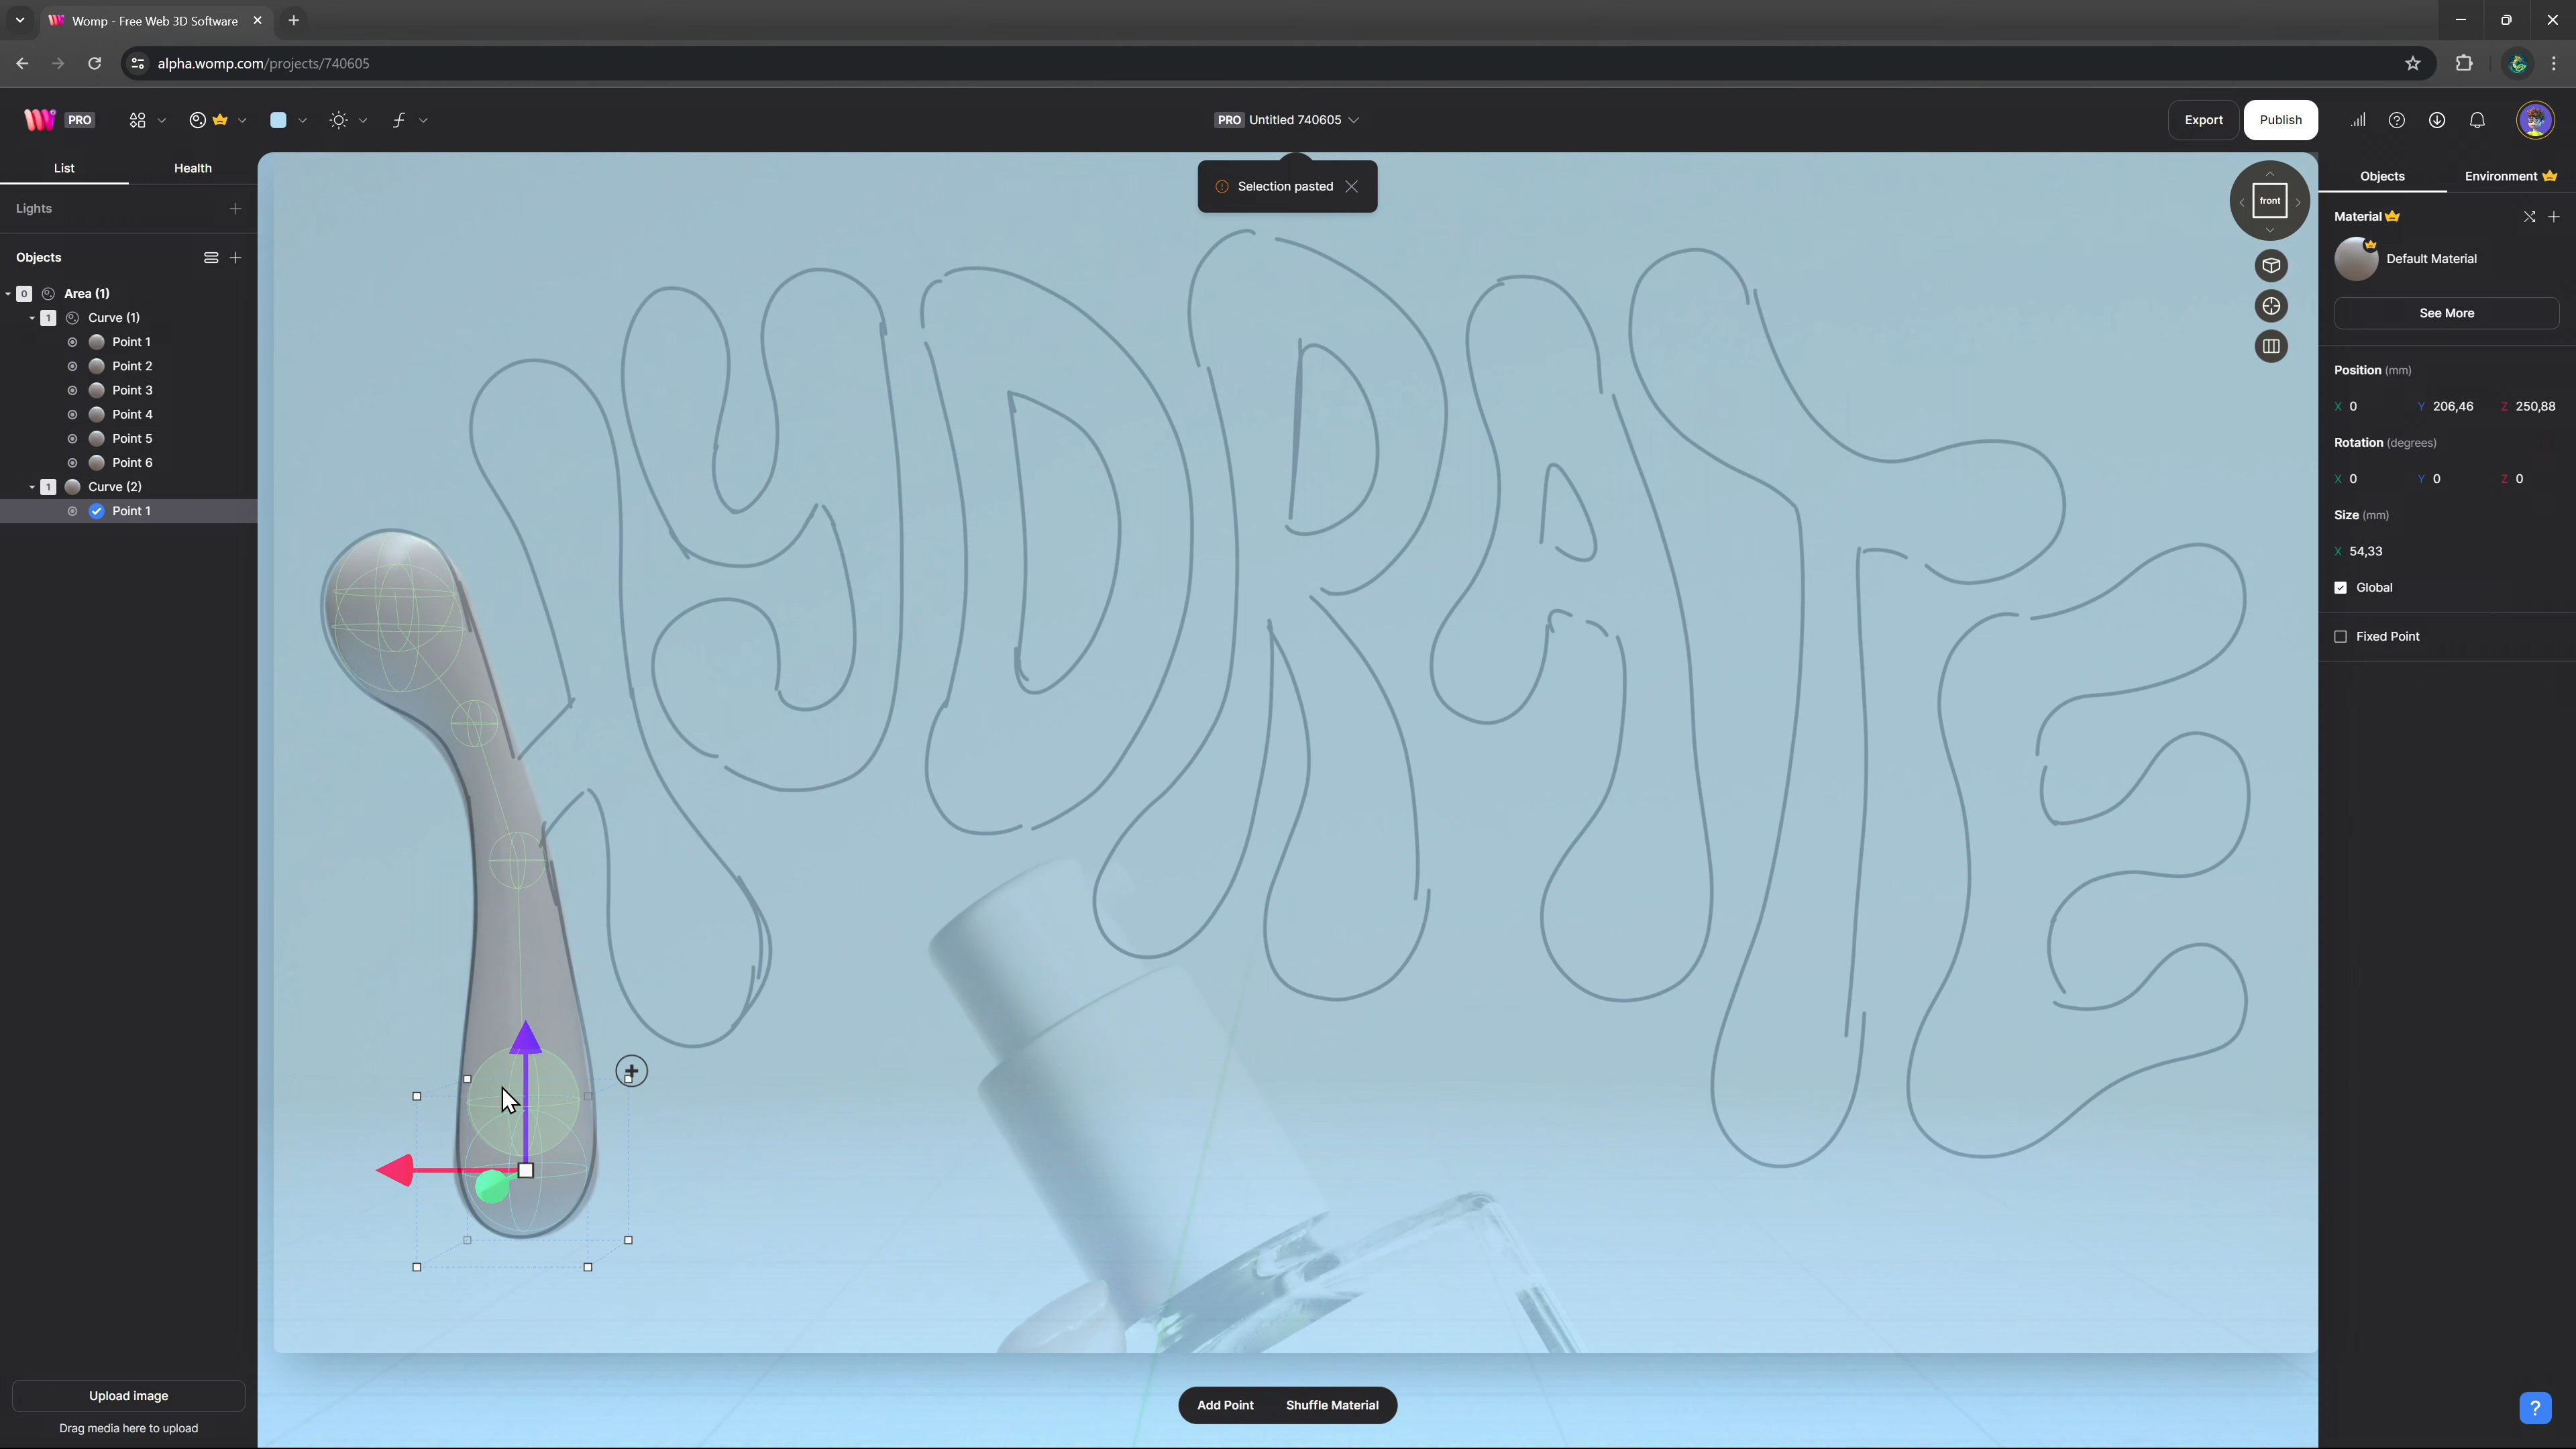 Womp - Free Web 3D Software
alpha.womp.com/projects/740605
PRO
PRO Untitled 740605
Export
Publish
List
Health
Lights
Objects
0 Area (1)
1 Curve (1)
Point 1
Point 2
Point 3
Point 4
Point 5
Point 6
1 Curve (2)
Point 1
Upload image
Drag media here to upload
Selection pasted
HYDRATE
front
Add Point
Shuffle Material
Objects
Environment
Material
Default Material
See More
Position (mm)
X 0 Y 206,46 Z 250,88
Rotation (degrees)
X 0 Y 0 Z 0
Size (mm)
X 54,33
Global
Fixed Point
?